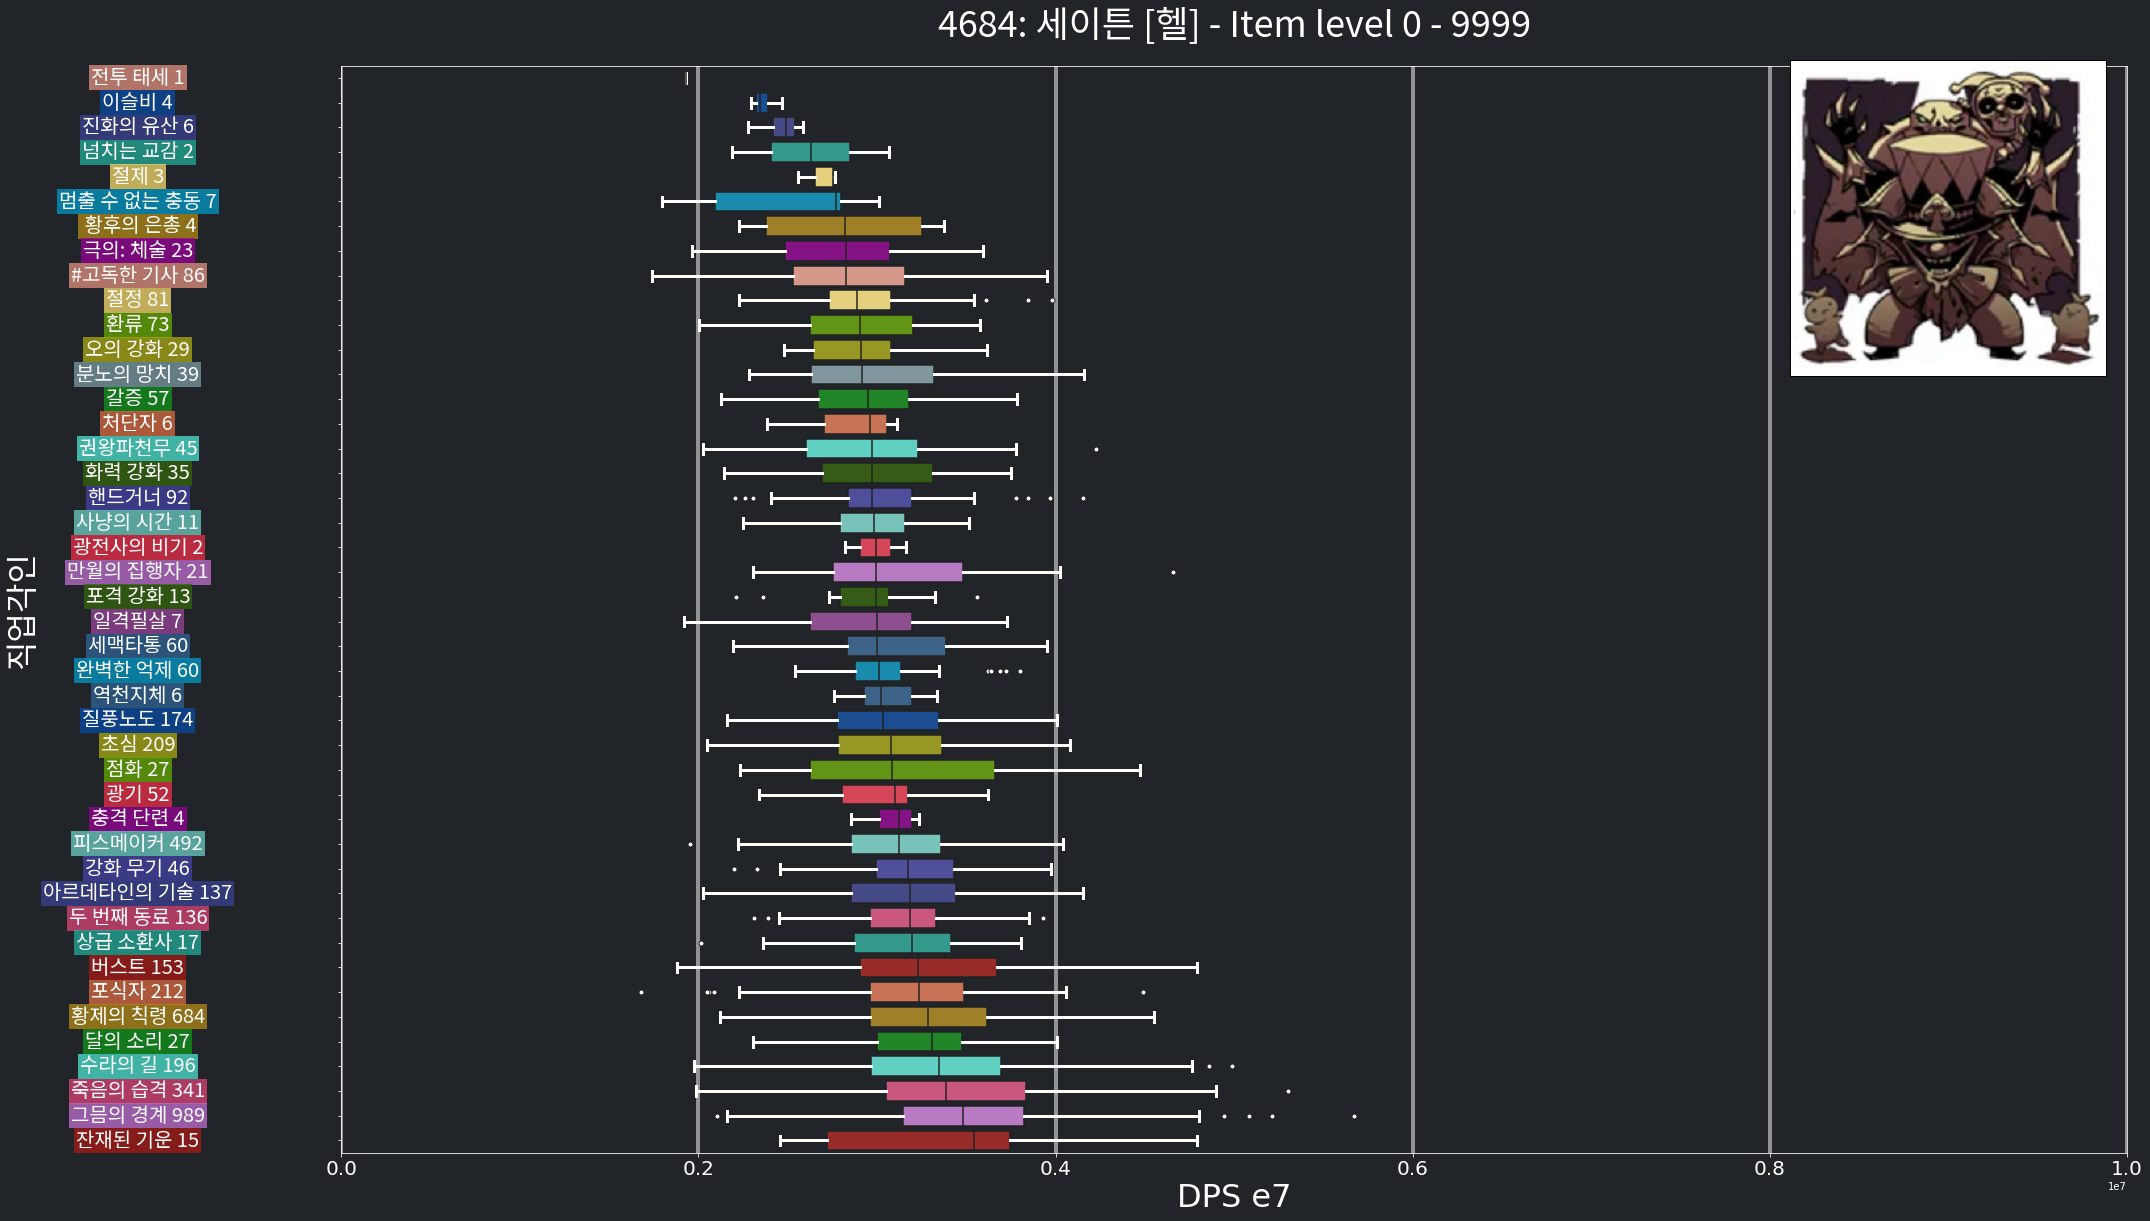 4684: 세이튼 [헬] - Item level 0 - 9999
전투 태세 1
이슬비 4
진화의 유산 6
넘치는 교감 2
절제 3
멈출 수 없는 충동 7
황후의 은총 4
극의: 체술 23
#고독한 기사 86
절정 81
환류 73
오의 강화 29
분노의 망치 39
갈증 57
처단자 6
권왕파천무 45
화력 강화 35
핸드거너 92
사냥의 시간 11
광전사의 비기 2
만월의 집행자 21
포격 강화 13
일격필살 7
세맥타통 60
완벽한 억제 60
역천지체 6
질풍노도 174
초심 209
점화 27
광기 52
충격 단련 4
피스메이커 492
강화 무기 46
아르데타인의 기술 137
두 번째 동료 136
상급 소환사 17
버스트 153
포식자 212
황제의 칙령 684
달의 소리 27
수라의 길 196
죽음의 습격 341
그믐의 경계 989
잔재된 기운 15
직업각인
0.0 0.2 0.4 0.6 0.8 1.0
1e7
DPS e7